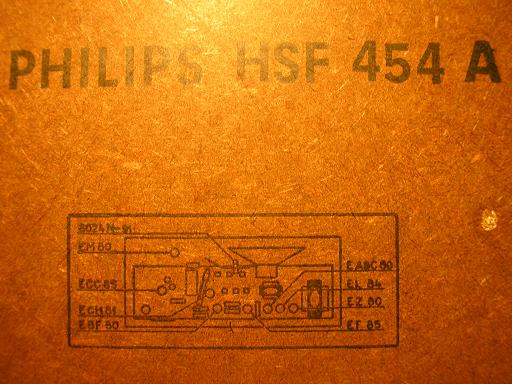 PHILIPS HSF 454 A
EM 80
EABC 80
ECC 85
EL 84
EZ 80
ECH 81
EBF 80
EF 85